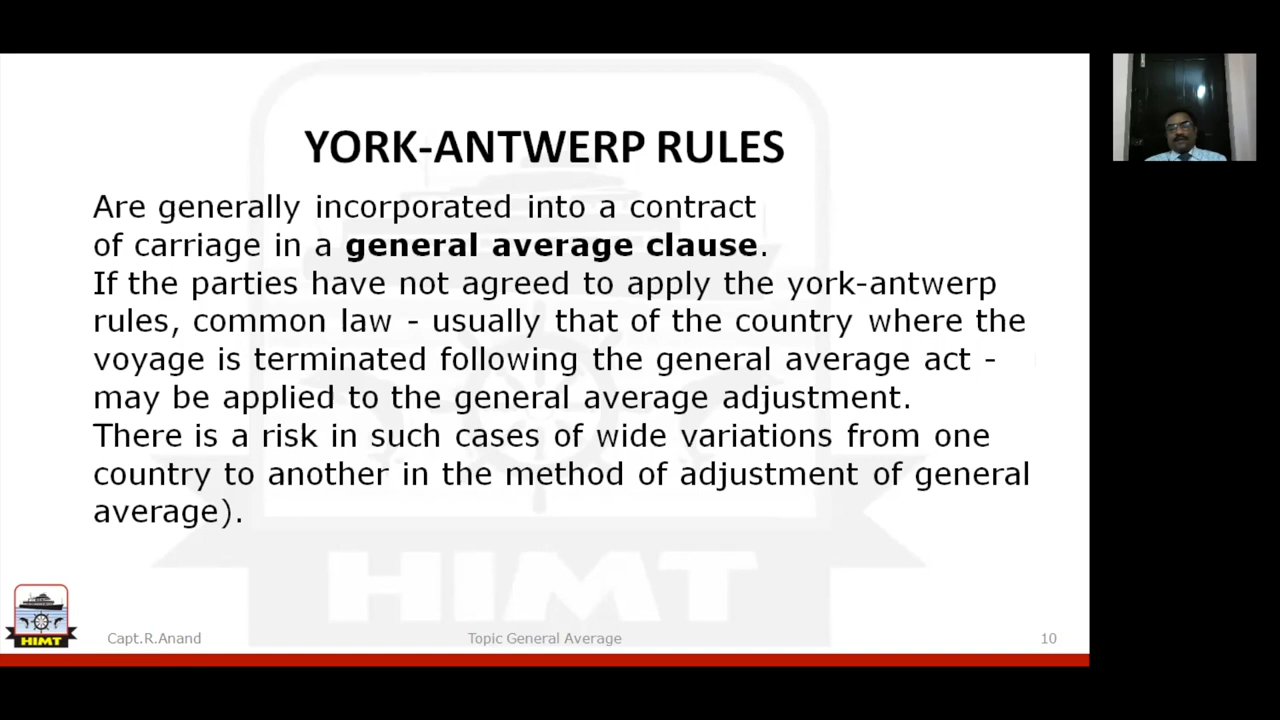 YORK-ANTWERP RULES
Are generally incorporated into a contract
of carriage in a general average clause.
If the parties have not agreed to apply the york-antwerp
rules, common law - usually that of the country where the
voyage is terminated following the general average act -
may be applied to the general average adjustment.
There is a risk in such cases of wide variations from one
country to another in the method of adjustment of general
average).
HIMT
HIMT
Capt.R.Anand
Topic General Average
10